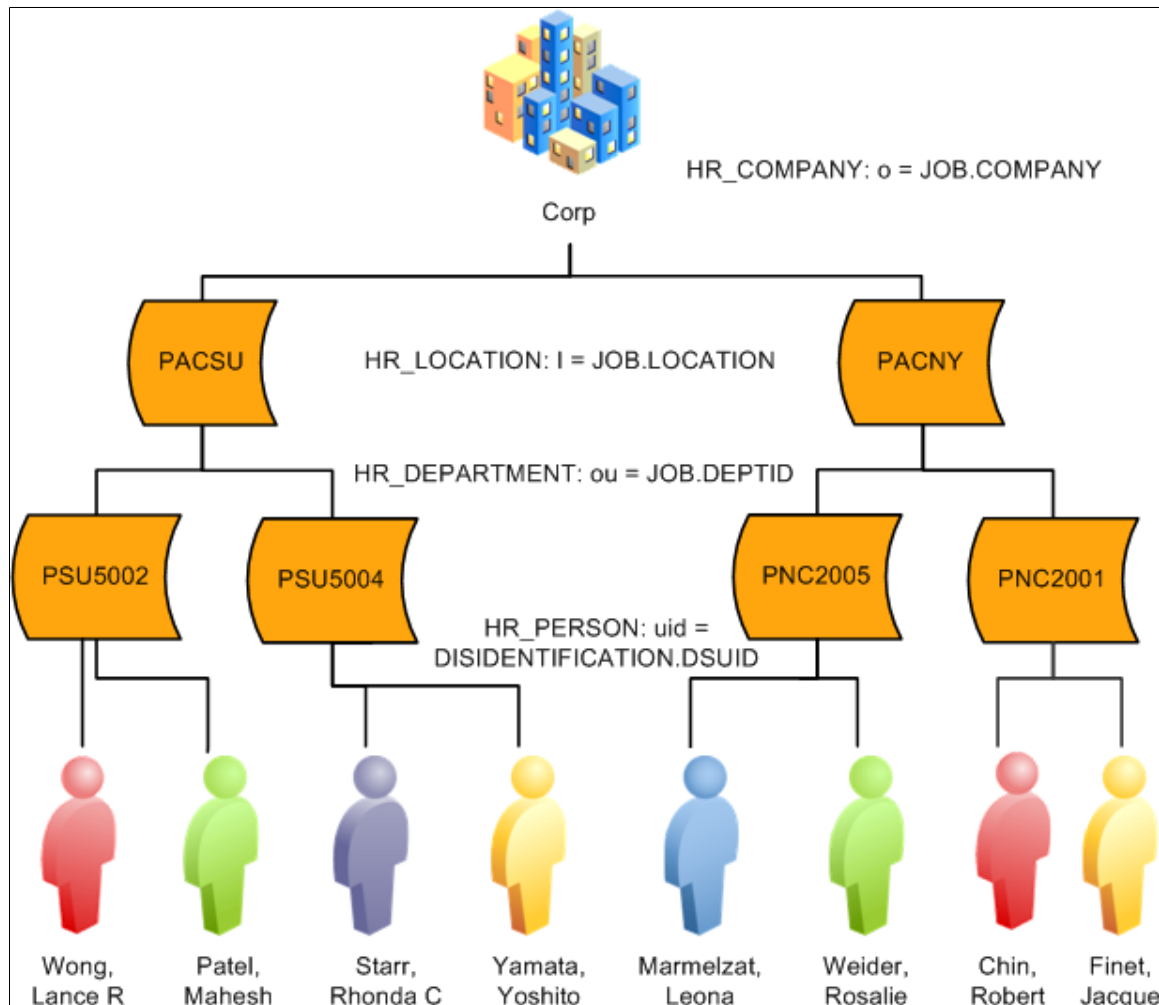 HR_COMPANY: o = JOB.COMPANY
Corp
PACSU
HR_LOCATION: l = JOB.LOCATION
PACNY
HR_DEPARTMENT: ou = JOB.DEPTID
PSU5002
PSU5004
PNC2005
PNC2001
HR_PERSON: uid =
DISIDENTIFICATION.DSUID
Wong,
Lance R
Patel,
Mahesh
Starr,
Rhonda C
Yamata,
Yoshito
Marmelzat,
Leona
Weider,
Rosalie
Chin,
Robert
Finet,
Jacque